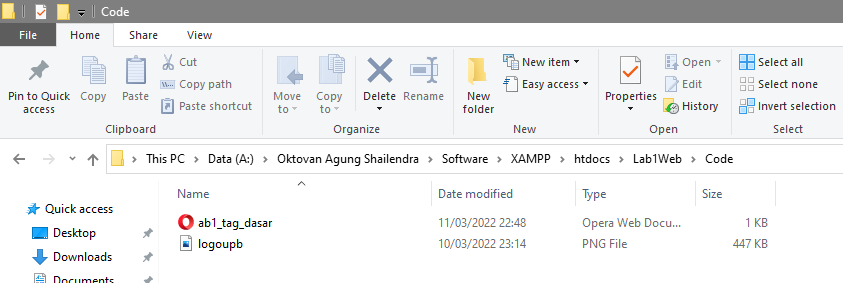 Code
File Home Share View
Pin to Quick access
Copy
Paste
Cut
Copy path
Paste shortcut
Clipboard
Move to
Copy to
Delete
Rename
Organize
New folder
New item
Easy access
New
Properties
Open
Edit
History
Open
Select all
Select none
Invert selection
Select
This PC > Data (A:) > Oktovan Agung Shailendra > Software > XAMPP > htdocs > Lab1Web > Code
Name Date modified Type Size
Quick access
Desktop
Downloads
Documents
ab1_tag_dasar 11/03/2022 22:48 Opera Web Docu... 1 KB
logoupb 10/03/2022 23:14 PNG File 447 KB